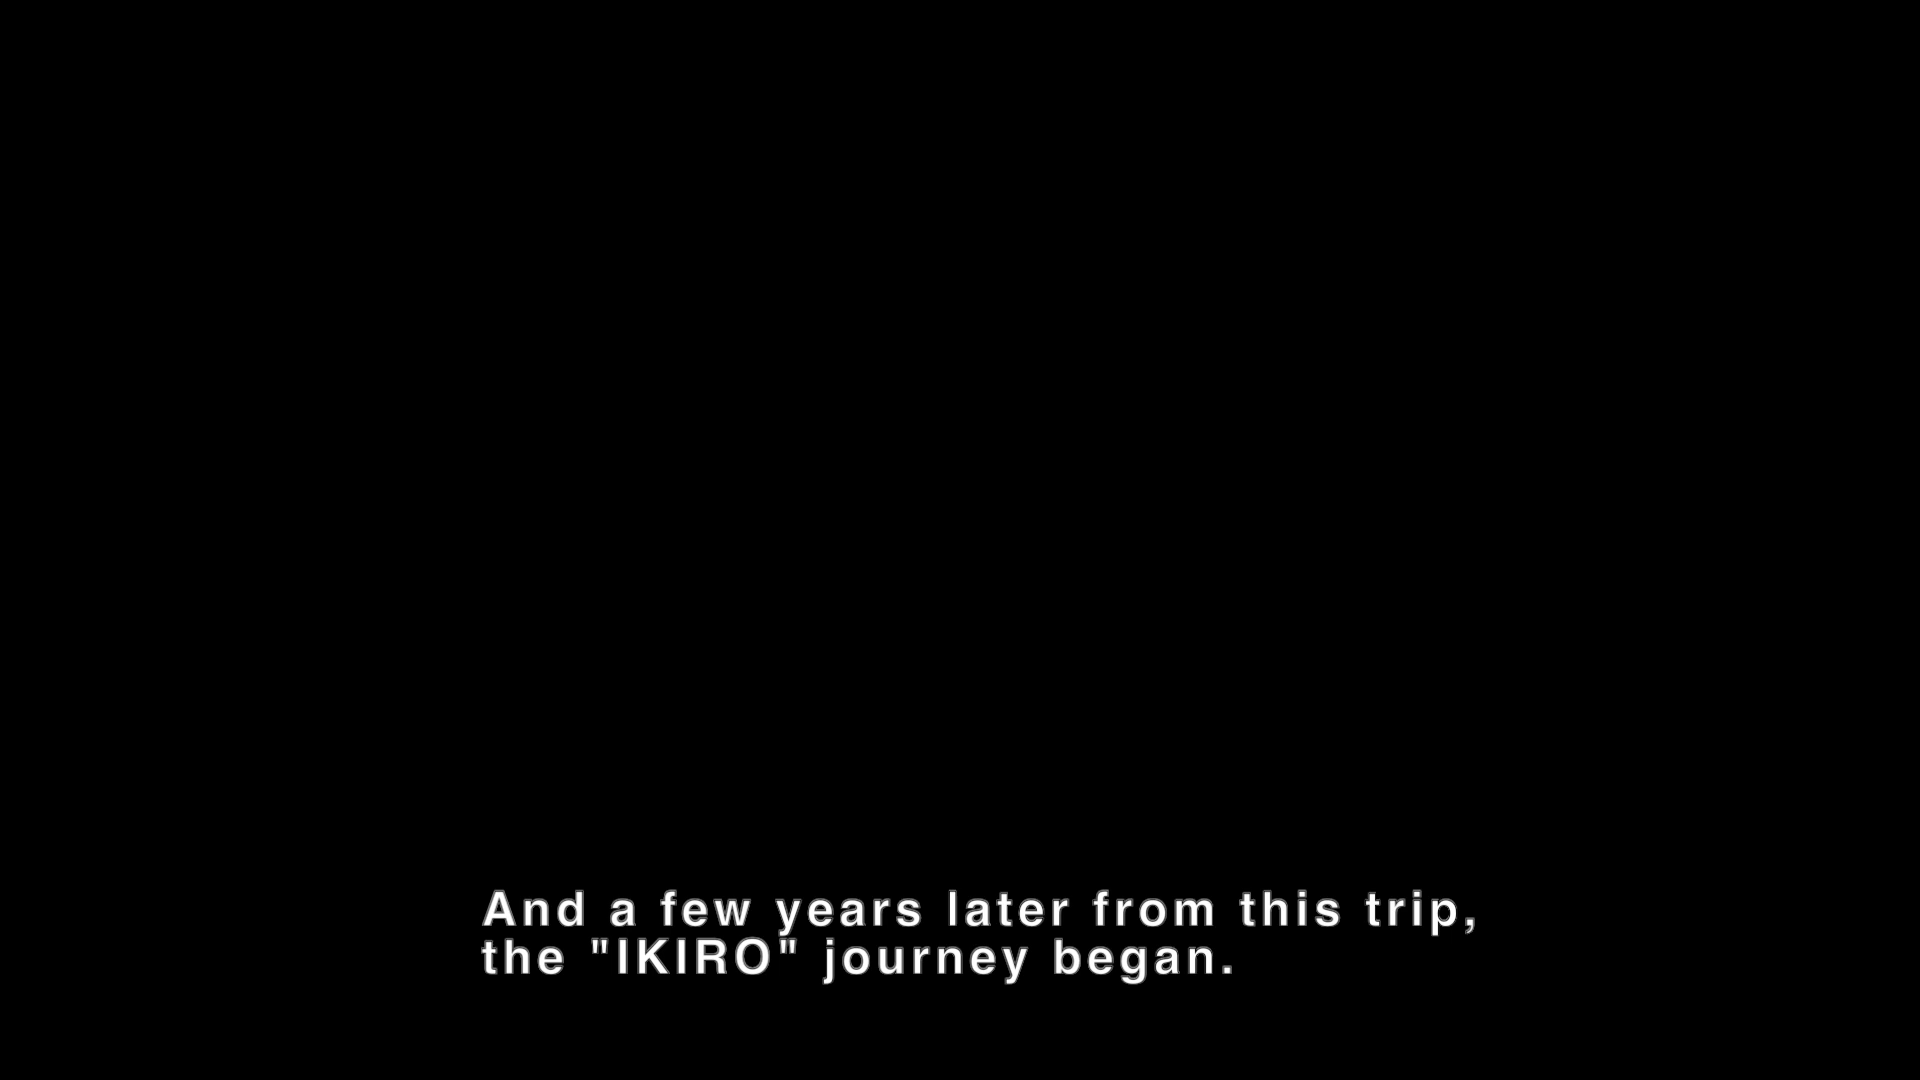 And a few years later from this trip,
the "IKIRO" journey began.